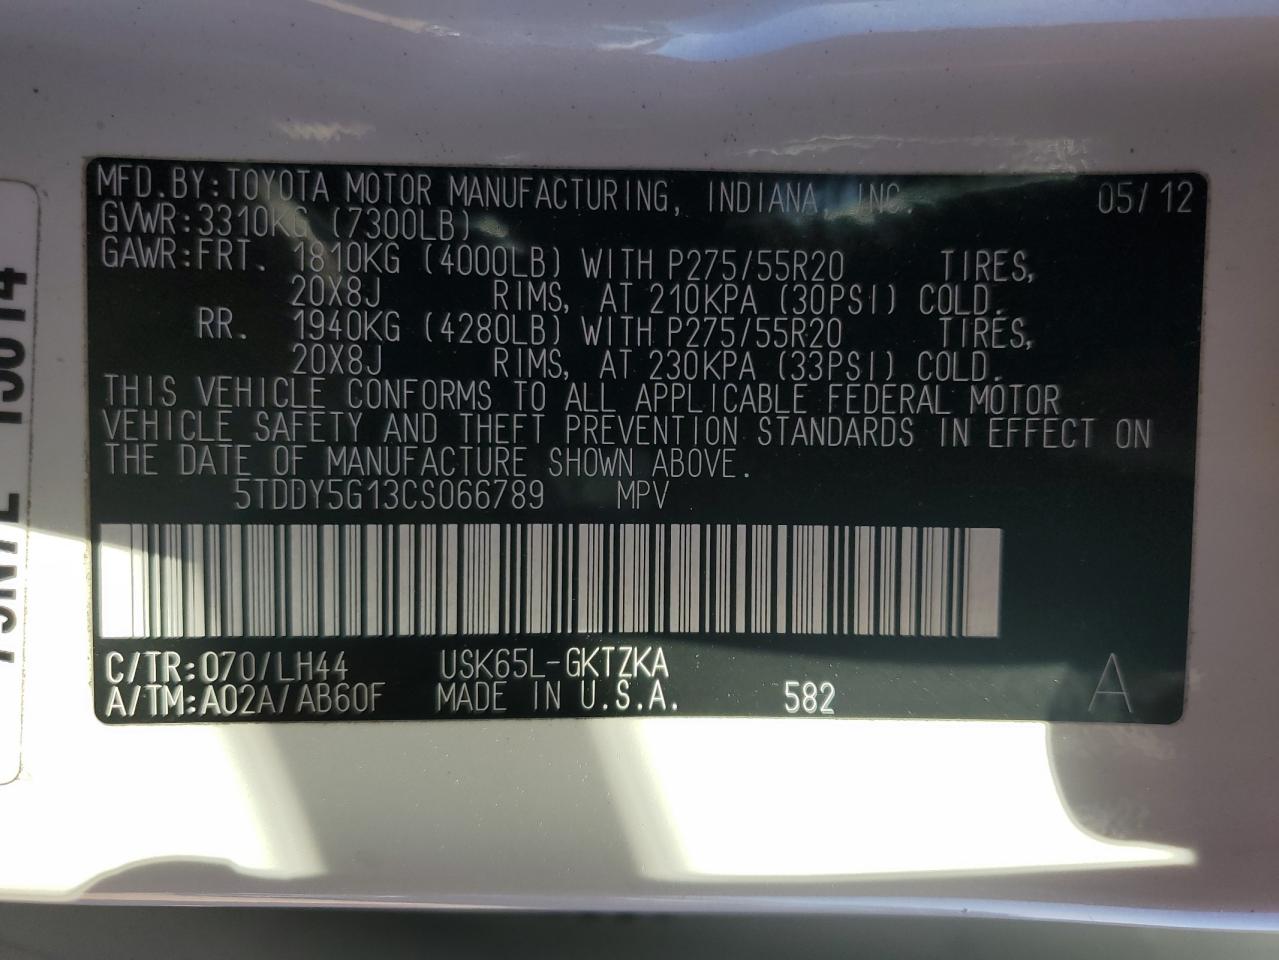 MFD.BY:TOYOTA MOTOR MANUFACTURING, INDIANA, INC. 05/12
GVWR:3310KG (7300LB)
GAWR:FRT. 1810KG (4000LB) WITH P275/55R20 TIRES,
20X8J RIMS, AT 210KPA (30PSI) COLD.
RR. 1940KG (4280LB) WITH P275/55R20 TIRES,
20X8J RIMS, AT 230KPA (33PSI) COLD.
THIS VEHICLE CONFORMS TO ALL APPLICABLE FEDERAL MOTOR
VEHICLE SAFETY AND THEFT PREVENTION STANDARDS IN EFFECT ON
THE DATE OF MANUFACTURE SHOWN ABOVE.
5TDDY5G13CS066789 MPV
C/TR:070/LH44 USK65L-GKTZKA
A/TM:A02A/AB60F MADE IN U.S.A. 582 A